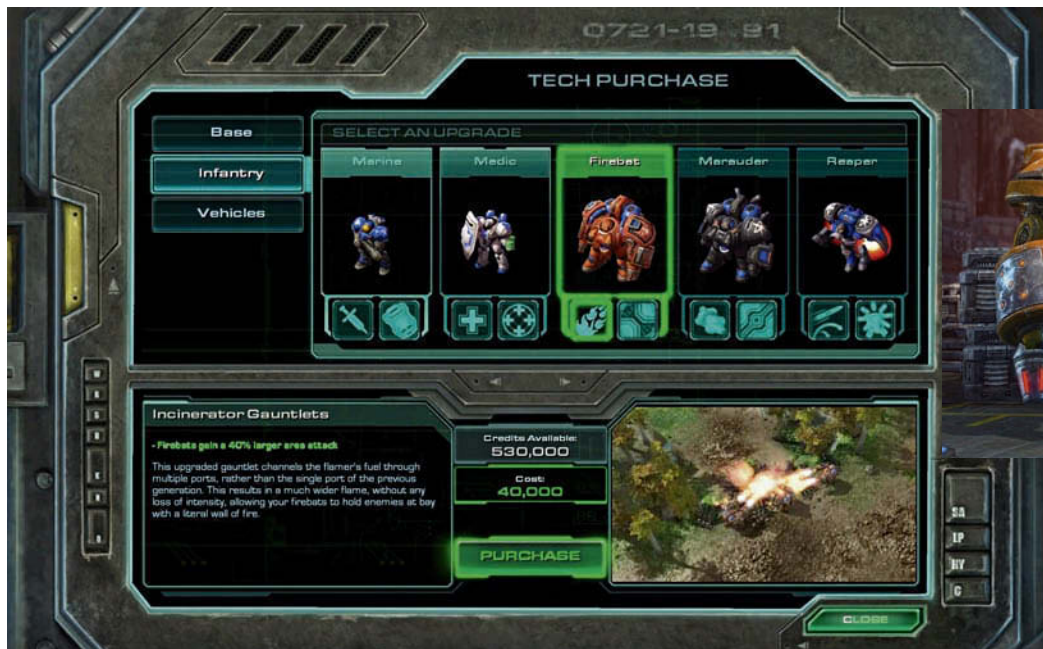 0721-19 .91
TECH PURCHASE
Base
Infantry
Vehicles
SELECT AN UPGRADE
Marine
Medic
Firebat
Marauder
Reaper
Incinerator Gauntlets
- Firebats gain a 40% larger area attack
This upgraded gauntlet channels the flamer's fuel through
multiple ports, rather than the single port of the previous
generation. This results in a much wider flame, without any
loss of intensity, allowing your firebats to hold enemies at bay
with a literal wall of fire.
Credits Available:
530,000
Cost:
40,000
PURCHASE
SA
LP
HY
C
CLOSE